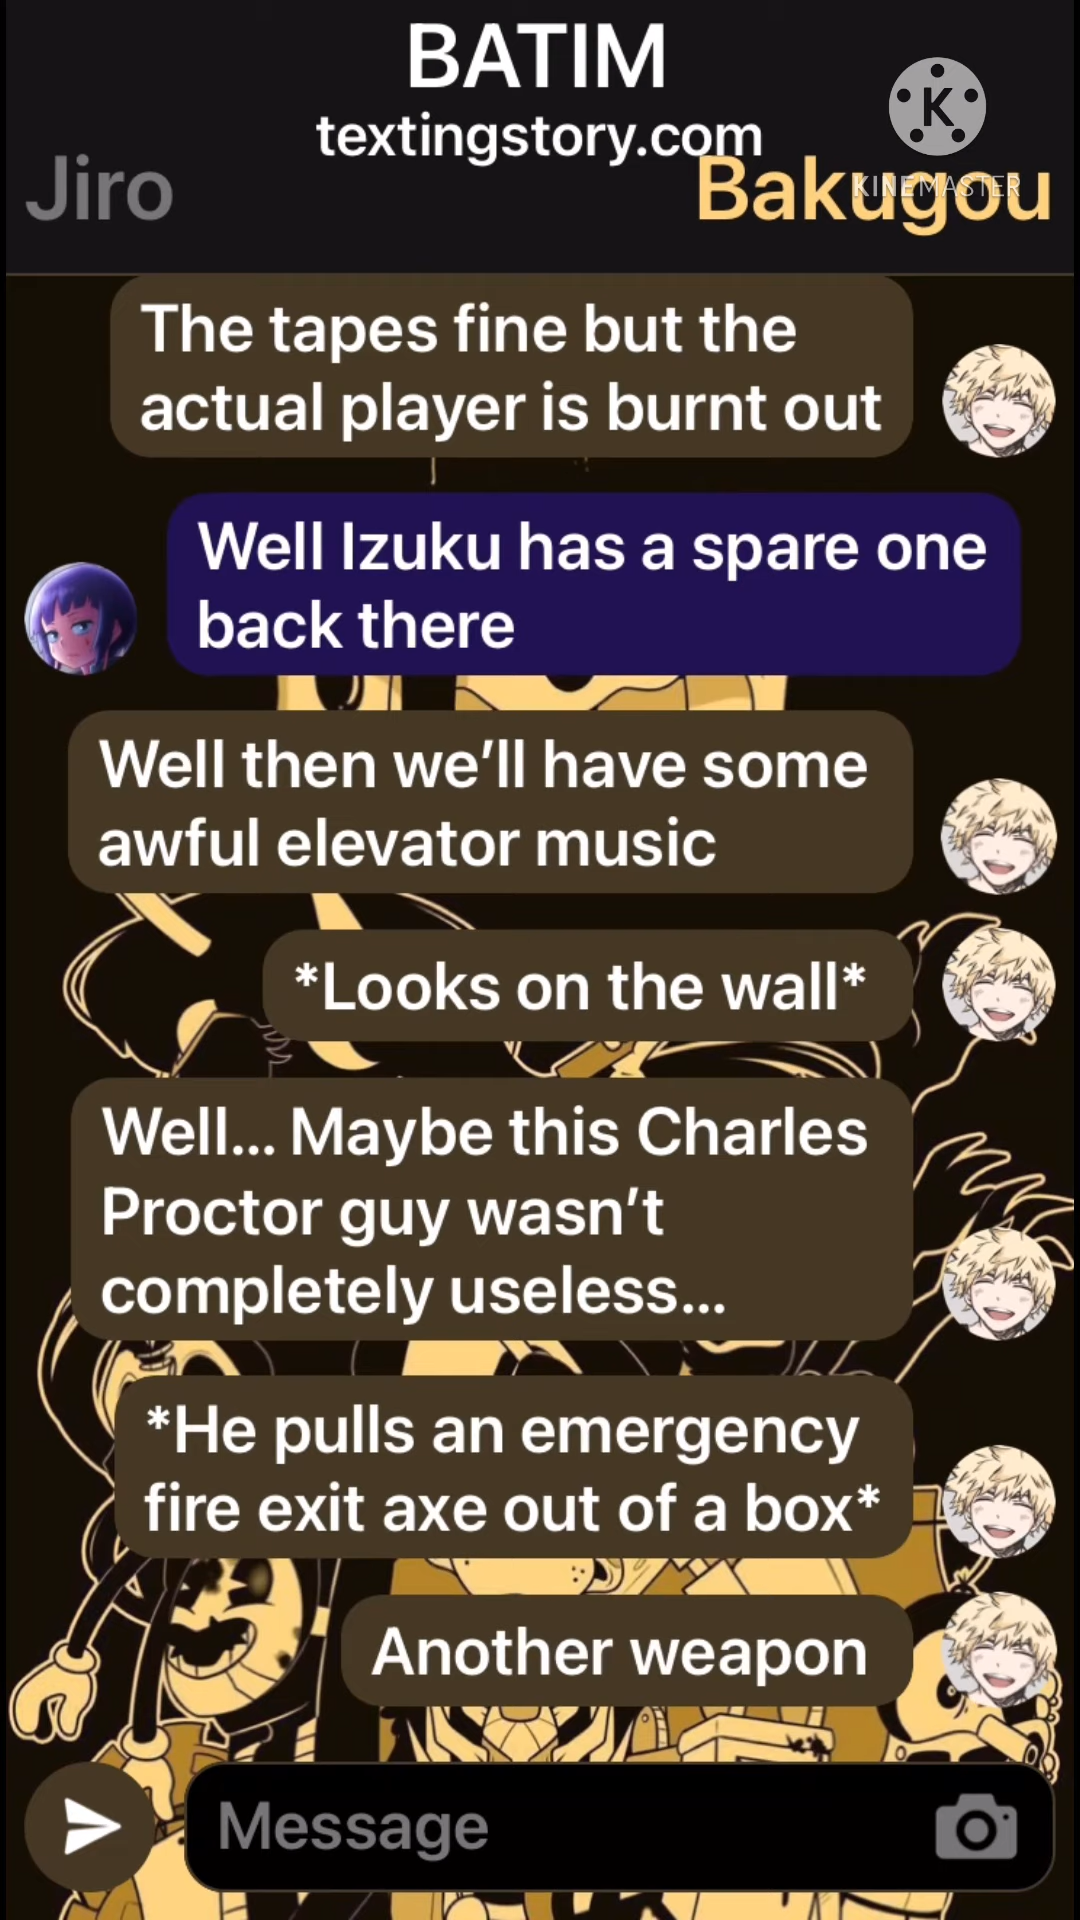 BATIM
textingstory.com
K
KINEMASTER
Jiro
Bakugou
The tapes fine but the
actual player is burnt out
Well Izuku has a spare one
back there
Well then we’ll have some
awful elevator music
*Looks on the wall*
Well... Maybe this Charles
Proctor guy wasn’t
completely useless...
*He pulls an emergency
fire exit axe out of a box*
Another weapon
Message